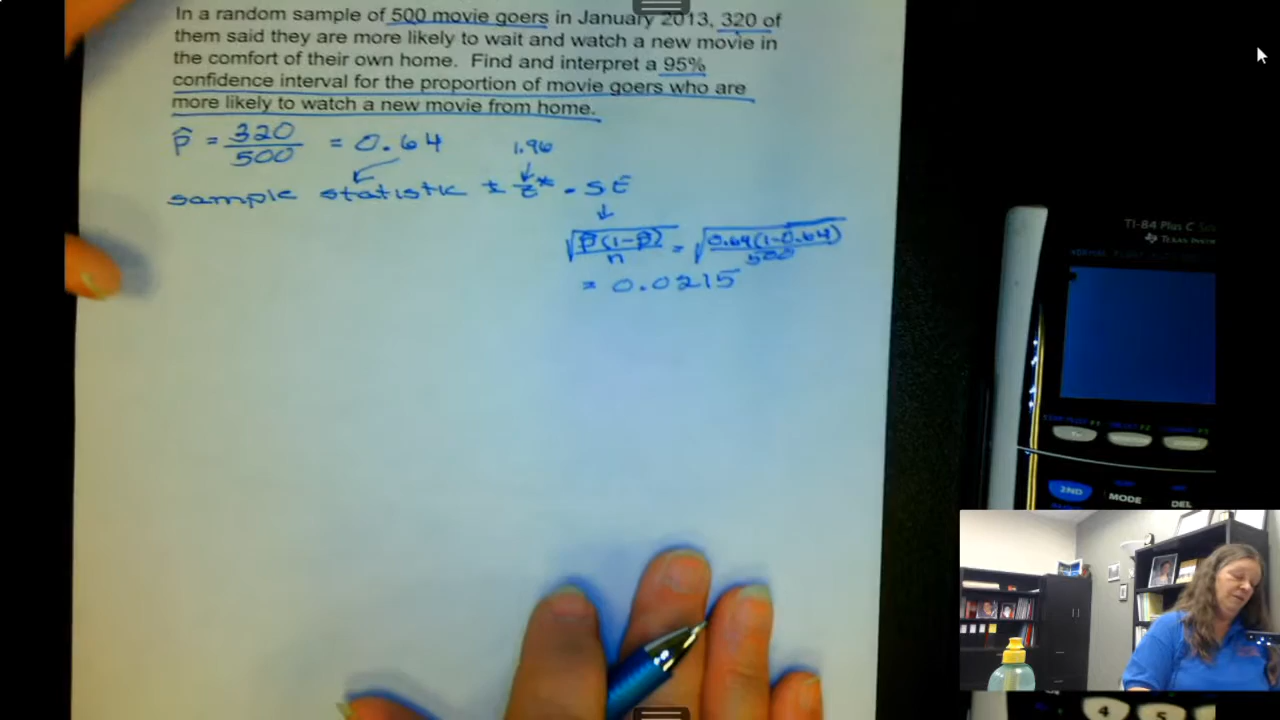 In a random sample of 500 movie goers in January 2013, 320 of
them said they are more likely to wait and watch a new movie in
the comfort of their own home. Find and interpret a 95%
confidence interval for the proportion of movie goers who are
more likely to watch a new movie from home.
p̂ = 320/500 = 0.64
1.96
sample statistic ± z* · SE
√(p̂(1-p̂)/n) = √(0.64(1-0.64)/500)
= 0.0215
TI-84 Plus C
TEXAS INSTRUMENTS
2ND
MODE
DEL
4
5